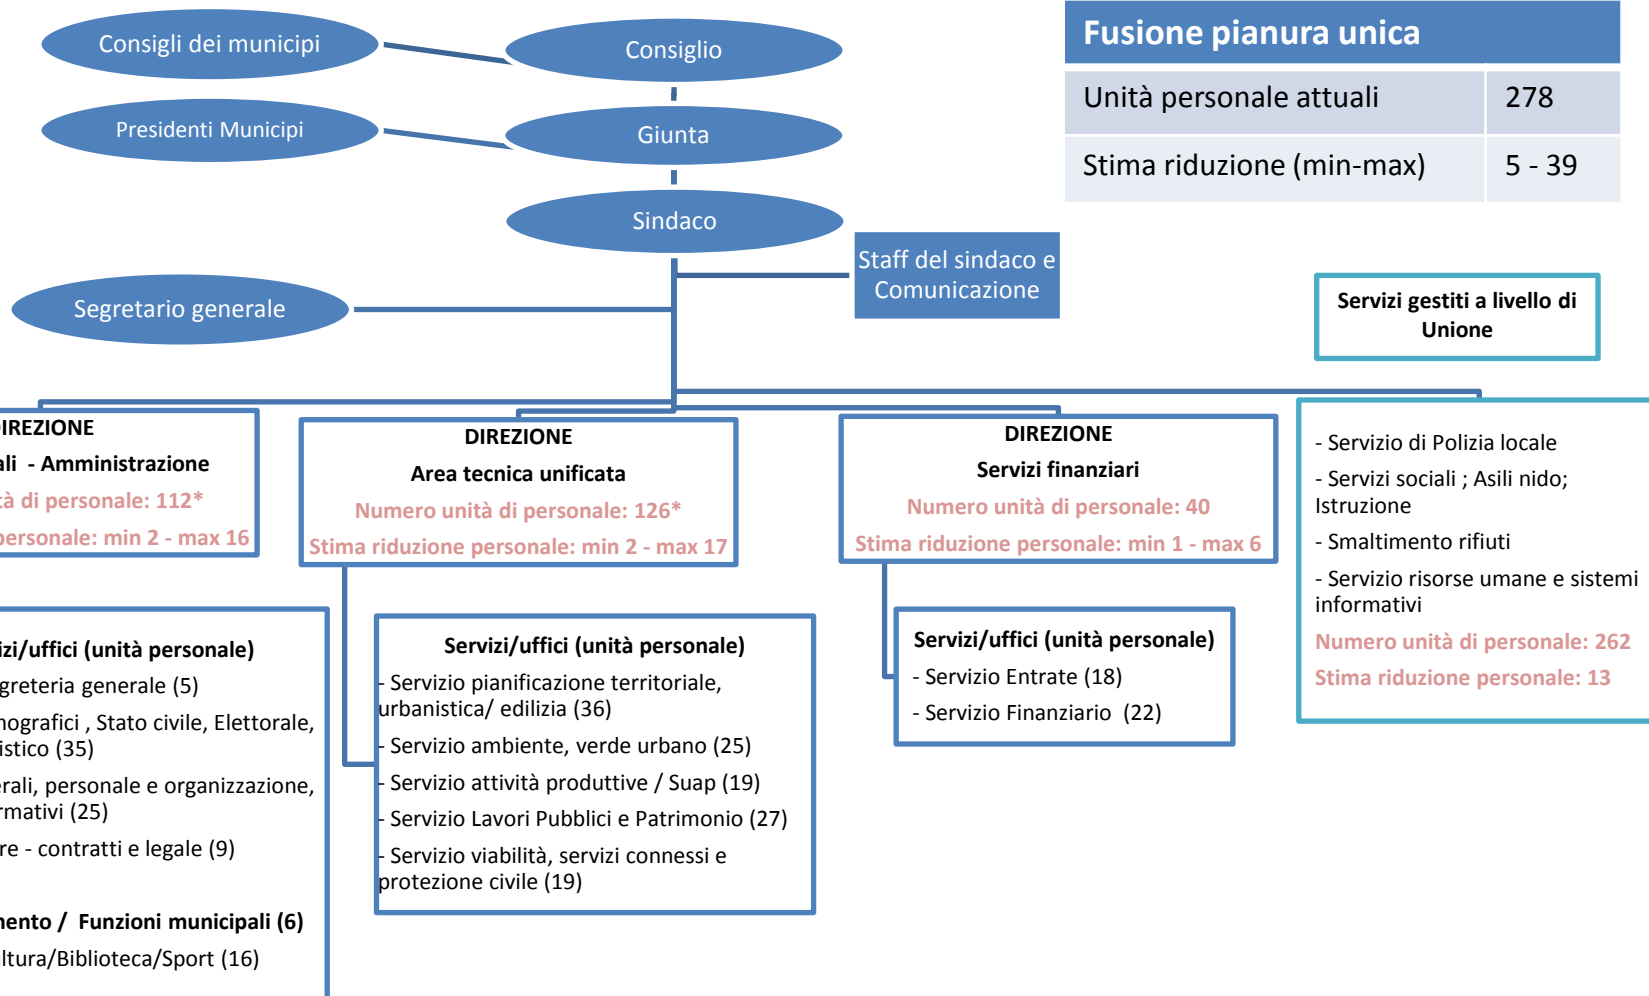 Consigli dei municipi
Consiglio
Fusione pianura unica
Unità personale attuali 278
Presidenti Municipi
Giunta
Stima riduzione (min-max) 5 - 39
Sindaco
Staff del sindaco e
Comunicazione
Segretario generale
Servizi gestiti a livello di
Unione
DIREZIONE
- Amministrazione
di personale: 112*
personale: min 2 - max 16
DIREZIONE
Area tecnica unificata
Numero unità di personale: 126*
Stima riduzione personale: min 2 - max 17
DIREZIONE
Servizi finanziari
Numero unità di personale: 40
Stima riduzione personale: min 1 - max 6
- Servizio di Polizia locale
- Servizi sociali ; Asili nido;
Istruzione
- Smaltimento rifiuti
- Servizio risorse umane e sistemi
informativi
Numero unità di personale: 262
Stima riduzione personale: 13
izi/uffici (unità personale)
greteria generale (5)
nografici , Stato civile, Elettorale,
istico (35)
erali, personale e organizzazione,
rmativi (25)
re - contratti e legale (9)
mento / Funzioni municipali (6)
ltura/Biblioteca/Sport (16)
Servizi/uffici (unità personale)
- Servizio pianificazione territoriale,
urbanistica/ edilizia (36)
- Servizio ambiente, verde urbano (25)
- Servizio attività produttive / Suap (19)
- Servizio Lavori Pubblici e Patrimonio (27)
- Servizio viabilità, servizi connessi e
protezione civile (19)
Servizi/uffici (unità personale)
- Servizio Entrate (18)
- Servizio Finanziario (22)